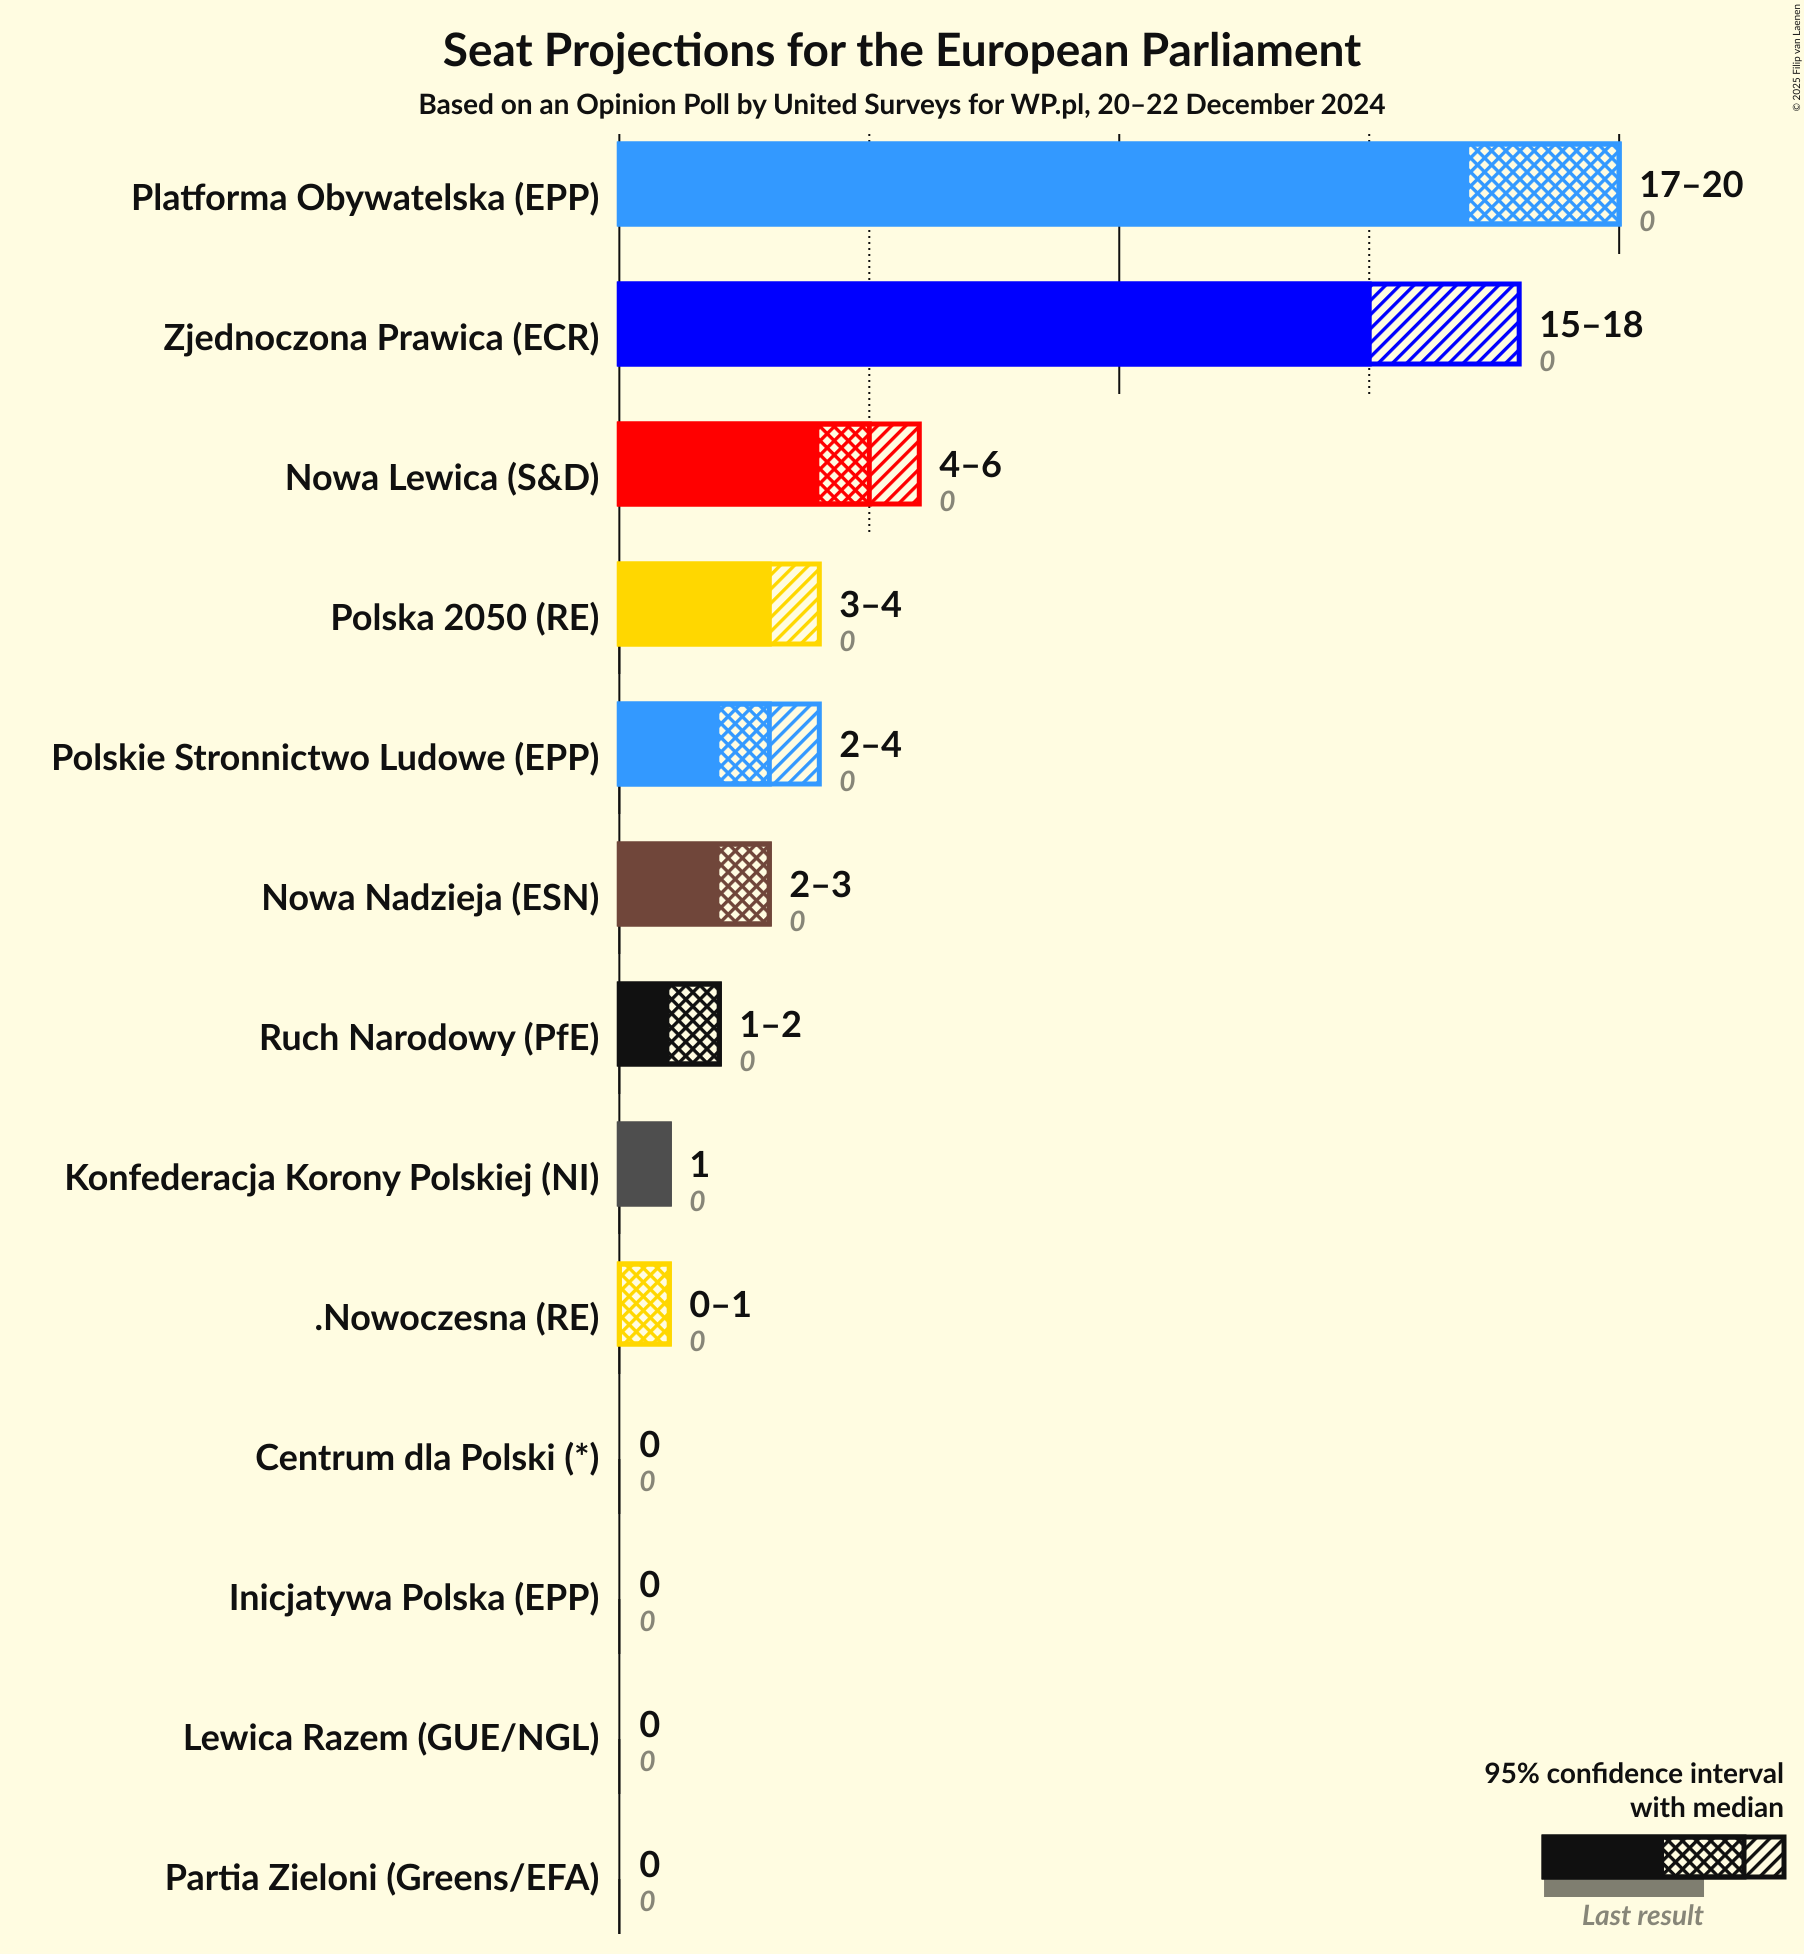 Seat Projections for the European Parliament
Based on an Opinion Poll by United Surveys for WP.pl, 20–22 December 2024
© 2025 Filip van Laenen
Platforma Obywatelska (EPP)
17–20
0
Zjednoczona Prawica (ECR)
15–18
0
Nowa Lewica (S&D)
4–6
0
Polska 2050 (RE)
3–4
0
Polskie Stronnictwo Ludowe (EPP)
2–4
0
Nowa Nadzieja (ESN)
2–3
0
Ruch Narodowy (PfE)
1–2
0
Konfederacja Korony Polskiej (NI)
1
0
.Nowoczesna (RE)
0–1
0
Centrum dla Polski (*)
0
0
Inicjatywa Polska (EPP)
0
0
Lewica Razem (GUE/NGL)
0
0
Partia Zieloni (Greens/EFA)
0
0
95% confidence interval
with median
Last result